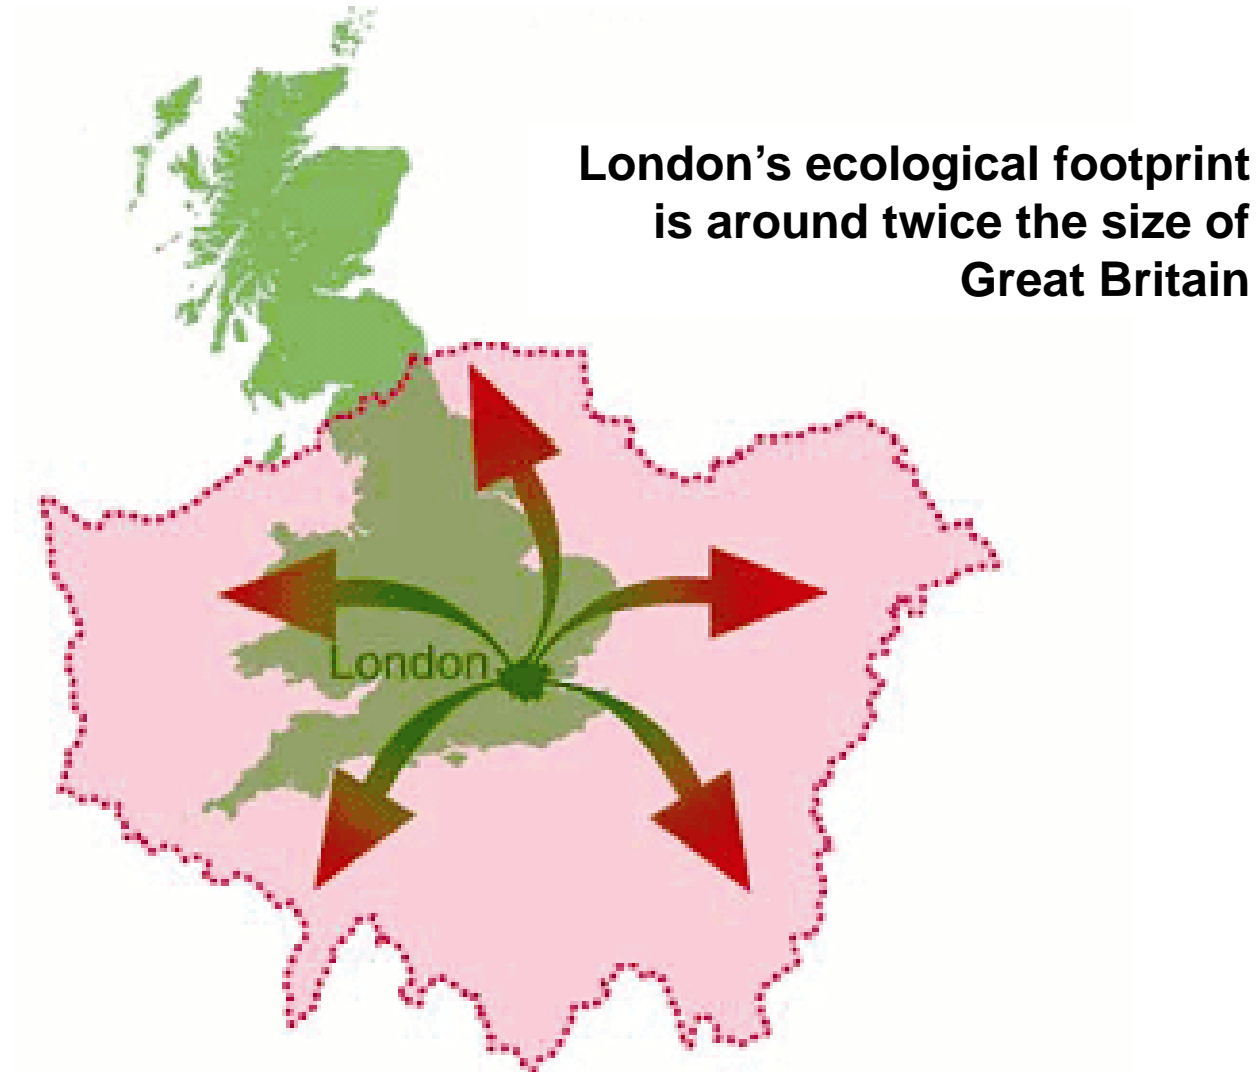 London’s ecological footprint
is around twice the size of
Great Britain
London